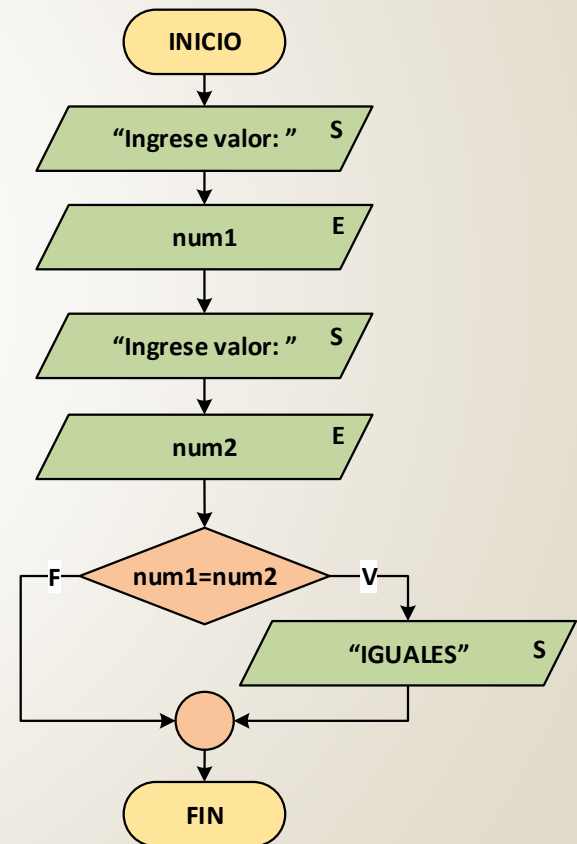 INICIO
“Ingrese valor: ” S
num1 E
“Ingrese valor: ” S
num2 E
F num1=num2 V
“IGUALES” S
FIN